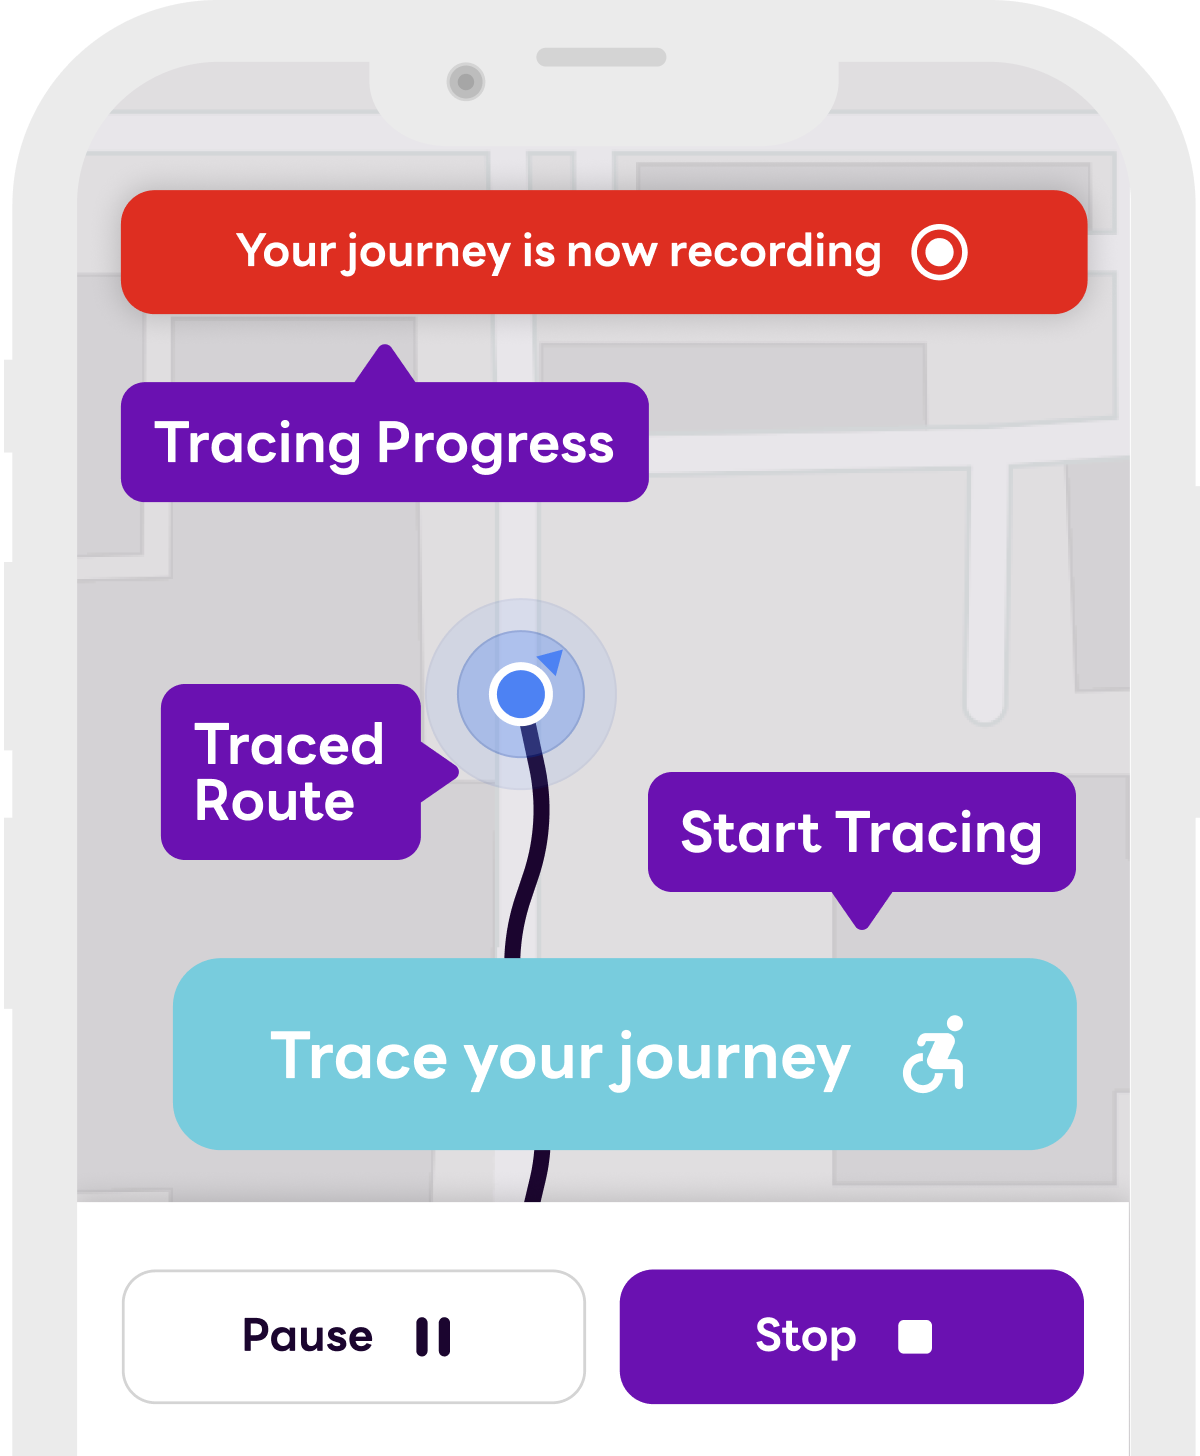 Your journey is now recording
Tracing Progress
Traced
Route
Start Tracing
Trace your journey
Pause
Stop